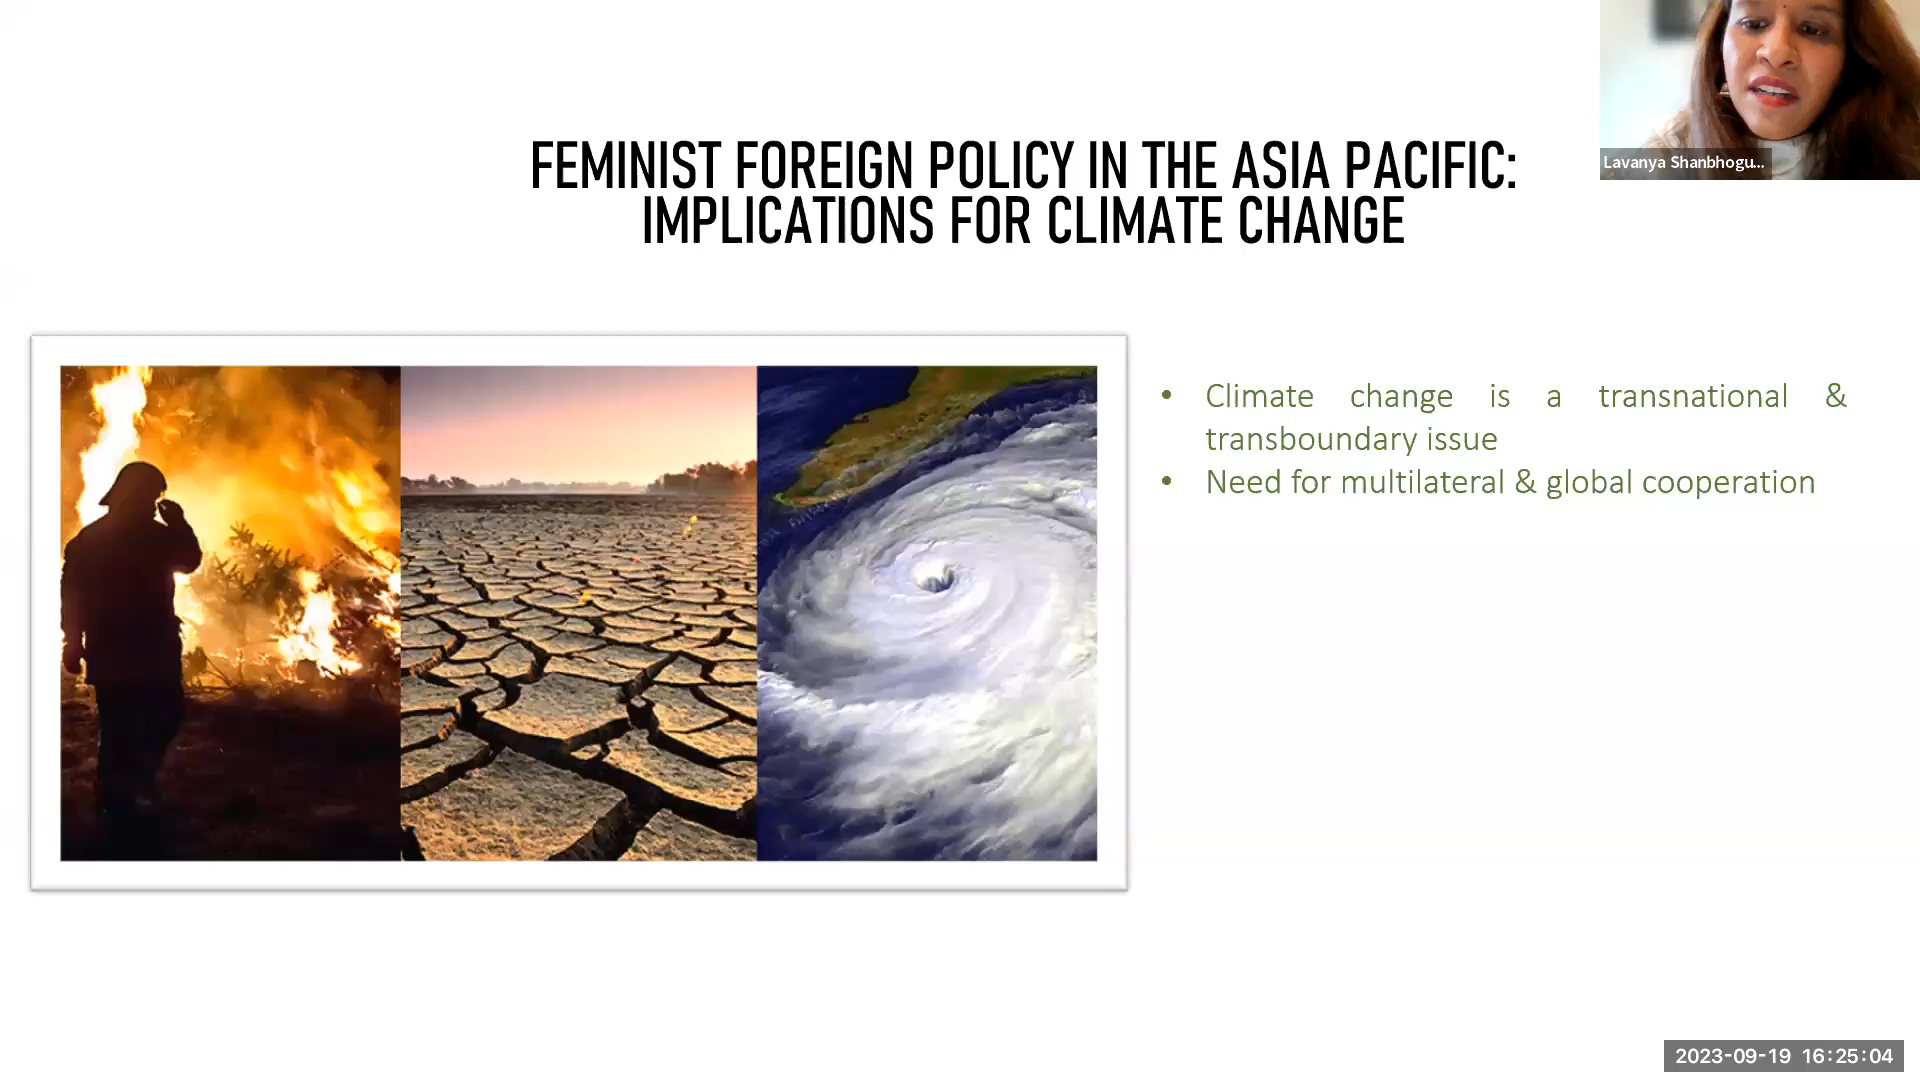 FEMINIST FOREIGN POLICY IN THE ASIA PACIFIC:
IMPLICATIONS FOR CLIMATE CHANGE
Lavanya Shanbhogu...
• Climate change is a transnational &
transboundary issue
• Need for multilateral & global cooperation
2023-09-19 16:25:04